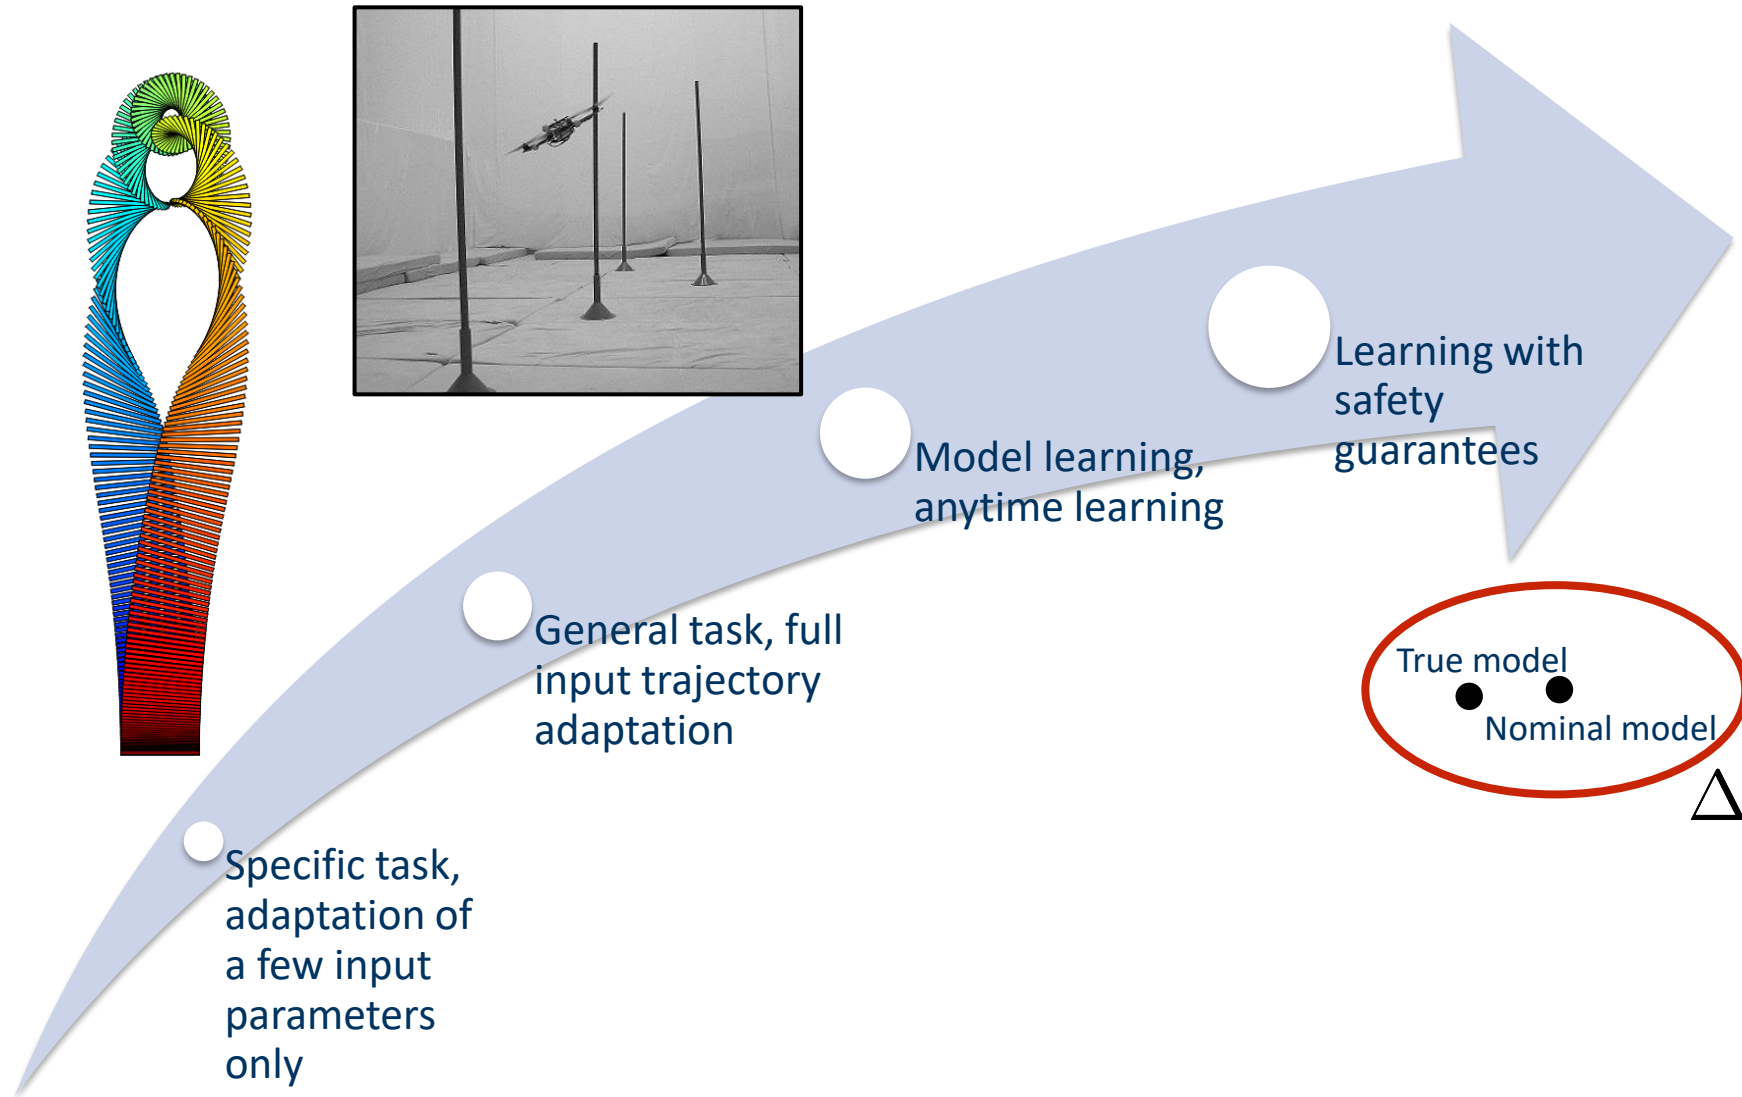 Learning with
safety
guarantees
Model learning,
anytime learning
General task, full
input trajectory
adaptation
Specific task,
adaptation of
a few input
parameters
only
True model
Nominal model
Δ